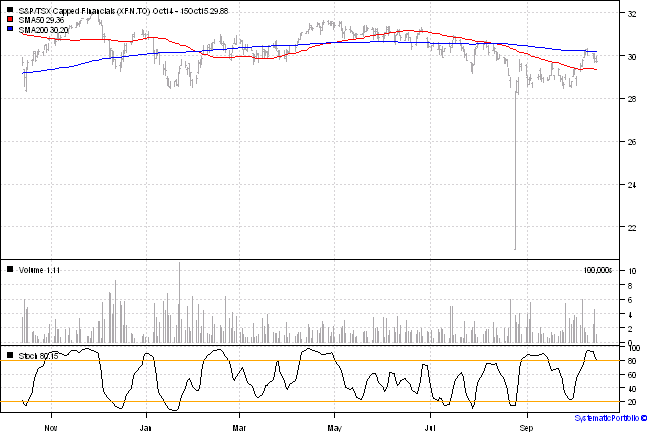 S&P/TSX Capped Financials (XFN.TO) Oct14 - 15Oct15 29.88
SMA50 29.36
SMA200 30.20
32
30
28
26
24
22
Volume 1.11
100,000s
10
8
6
4
2
0
Stoch 80.15
100
80
60
40
20
Nov Jan Mar May Jul Sep
SystematicPortfolio ©